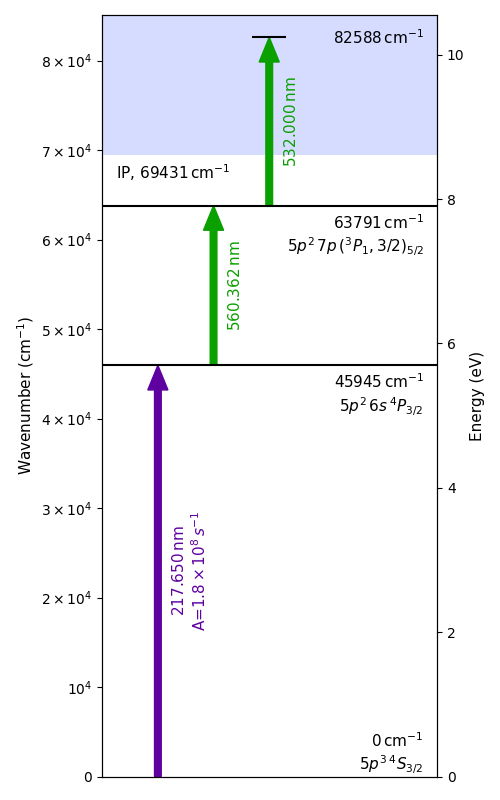 8×10⁴
7×10⁴
6×10⁴
5×10⁴
4×10⁴
3×10⁴
2×10⁴
10⁴
0
Wavenumber (cm⁻¹)
82588 cm⁻¹
532.000 nm
IP, 69431 cm⁻¹
63791 cm⁻¹
5p² 7p (³P₁, 3/2)₅/₂
560.362 nm
45945 cm⁻¹
5p² 6s ⁴P₃/₂
217.650 nm
A=1.8×10⁸ s⁻¹
0 cm⁻¹
5p³ ⁴S₃/₂
10
8
6
4
2
0
Energy (eV)